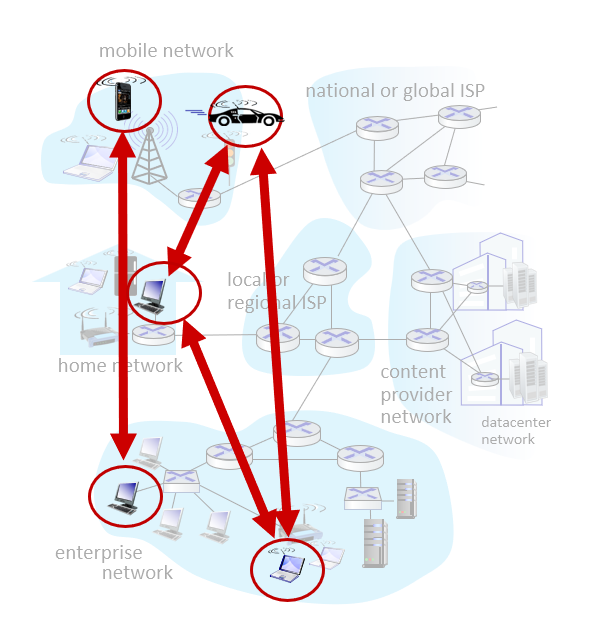 mobile network
national or global ISP
local or
regional ISP
home network
content
provider
network
datacenter
network
enterprise
network